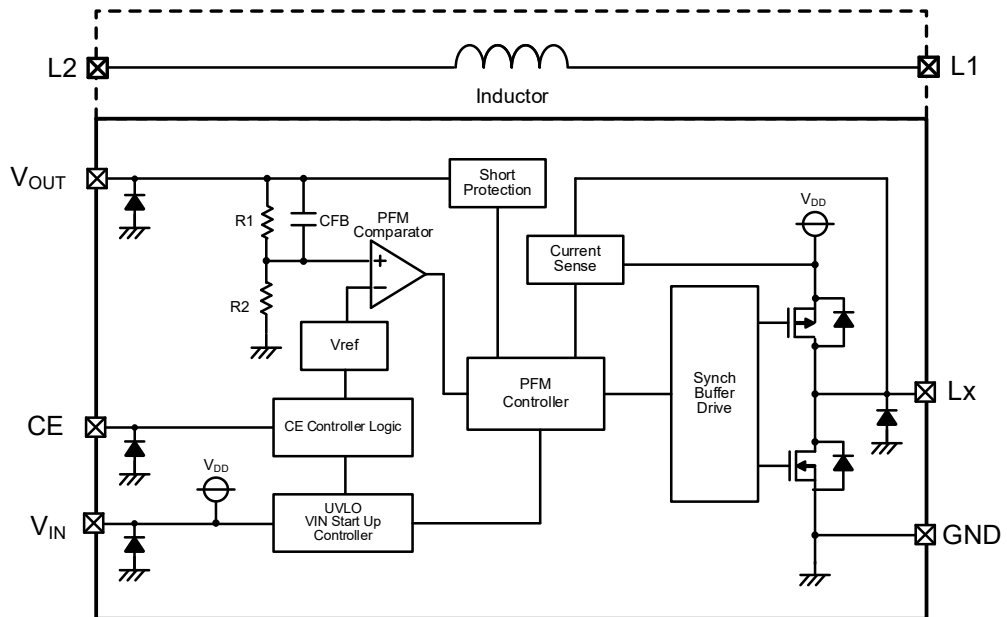 L2
L1
Inductor
VOUT
Short
Protection
R1
CFB
PFM
Comparator
VDD
Current
Sense
R2
Vref
PFM
Controller
Synch
Buffer
Drive
Lx
CE
CE Controller Logic
VDD
VIN
UVLO
VIN Start Up
Controller
GND